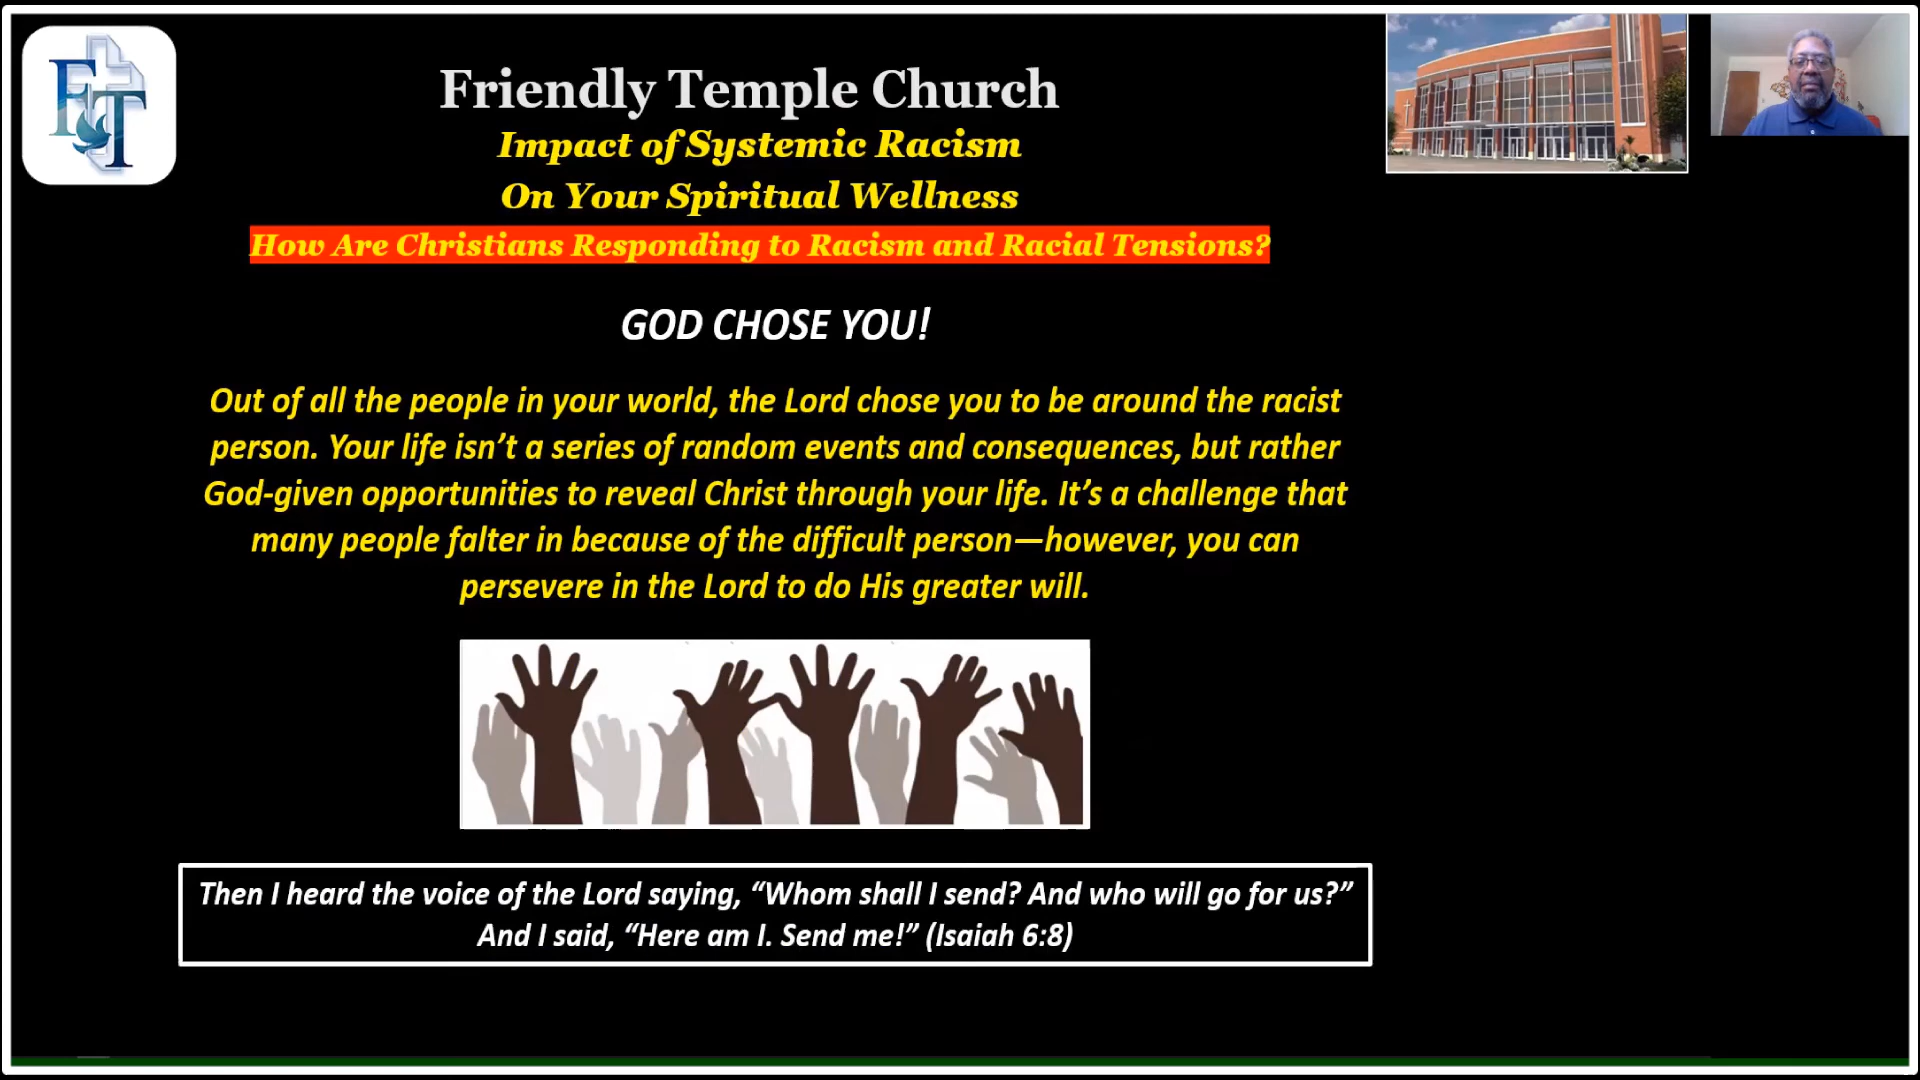 FT
Friendly Temple Church
Impact of Systemic Racism
On Your Spiritual Wellness
How Are Christians Responding to Racism and Racial Tensions?
GOD CHOSE YOU!
Out of all the people in your world, the Lord chose you to be around the racist
person. Your life isn’t a series of random events and consequences, but rather
God-given opportunities to reveal Christ through your life. It’s a challenge that
many people falter in because of the difficult person—however, you can
persevere in the Lord to do His greater will.
Then I heard the voice of the Lord saying, “Whom shall I send? And who will go for us?”
And I said, “Here am I. Send me!” (Isaiah 6:8)